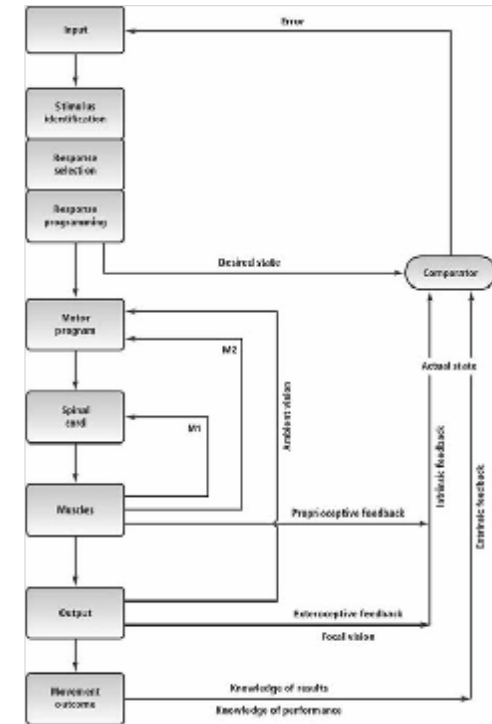 Input
Error
Stimulus
identification
Response
selection
Response
programming
Desired state
Comparator
Motor
program
M2
Actual state
Spinal
cord
M1
Ambient vision
Intrinsic feedback
Extrinsic feedback
Muscles
Proprioceptive feedback
Output
Exteroceptive feedback
Focal vision
Movement
outcome
Knowledge of results
Knowledge of performance